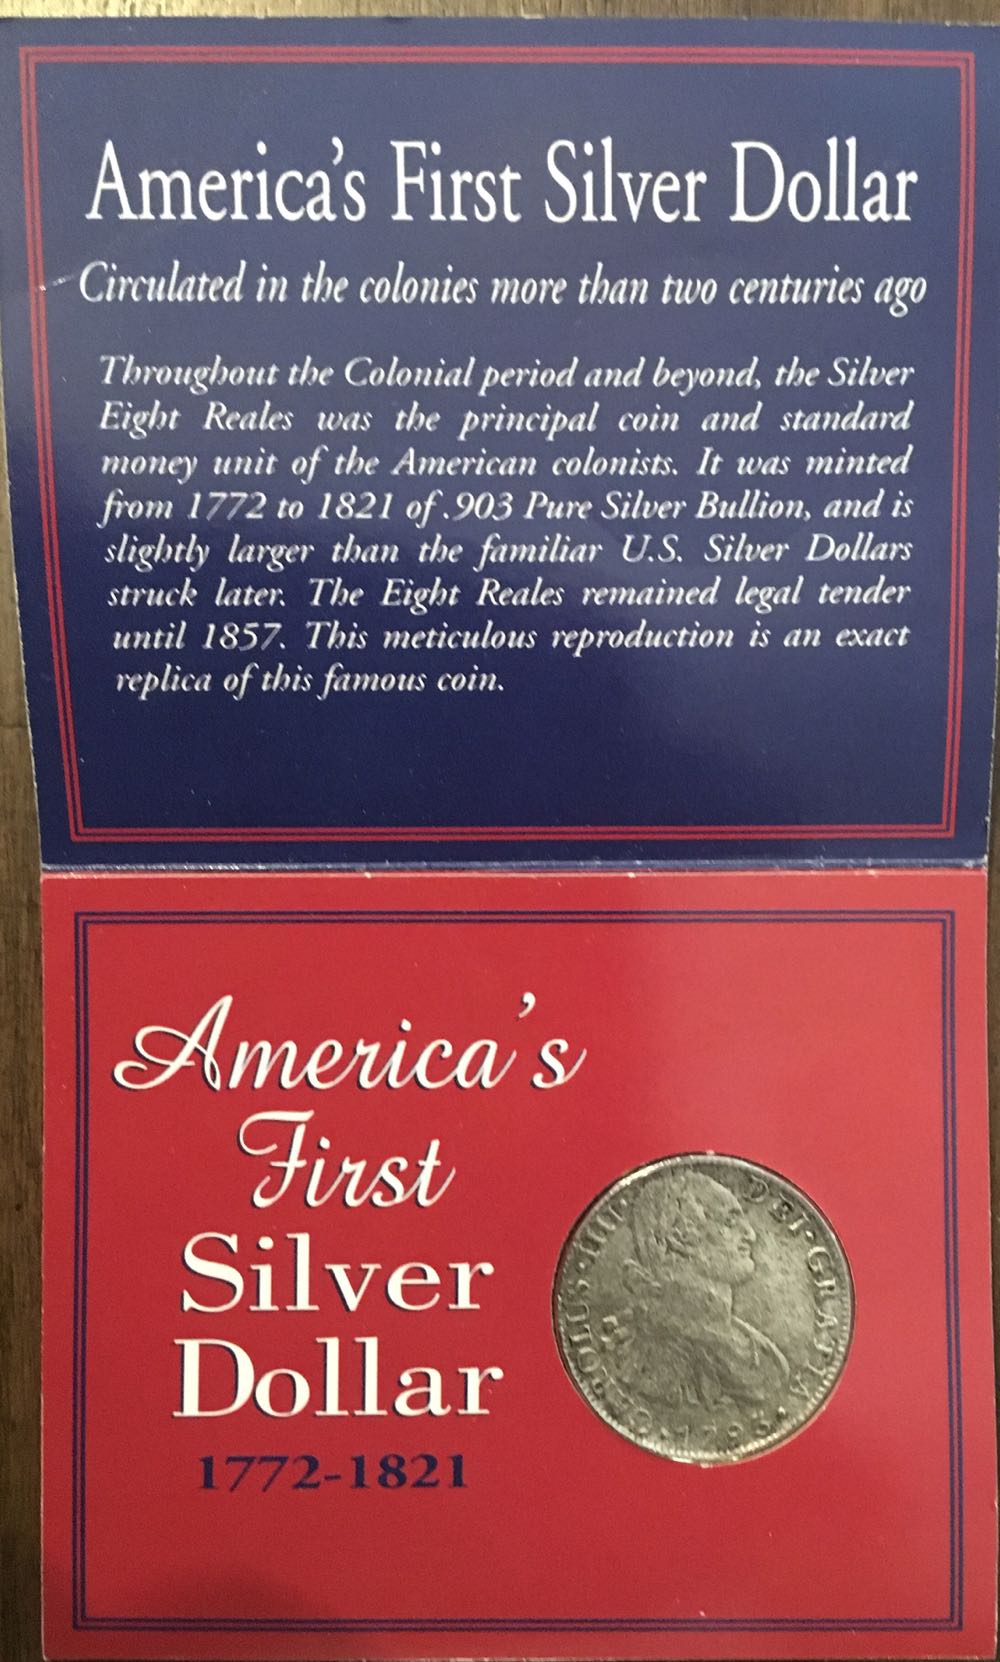 America's First Silver Dollar
Circulated in the colonies more than two centuries ago
Throughout the Colonial period and beyond, the Silver
Eight Reales was the principal coin and standard
money unit of the American colonists. It was minted
from 1772 to 1821 of .903 Pure Silver Bullion, and is
slightly larger than the familiar U.S. Silver Dollars
struck later. The Eight Reales remained legal tender
until 1857. This meticulous reproduction is an exact
replica of this famous coin.
America's
First
Silver
Dollar
1772-1821
CAROLUS·IIII· DEI·GRATIA·